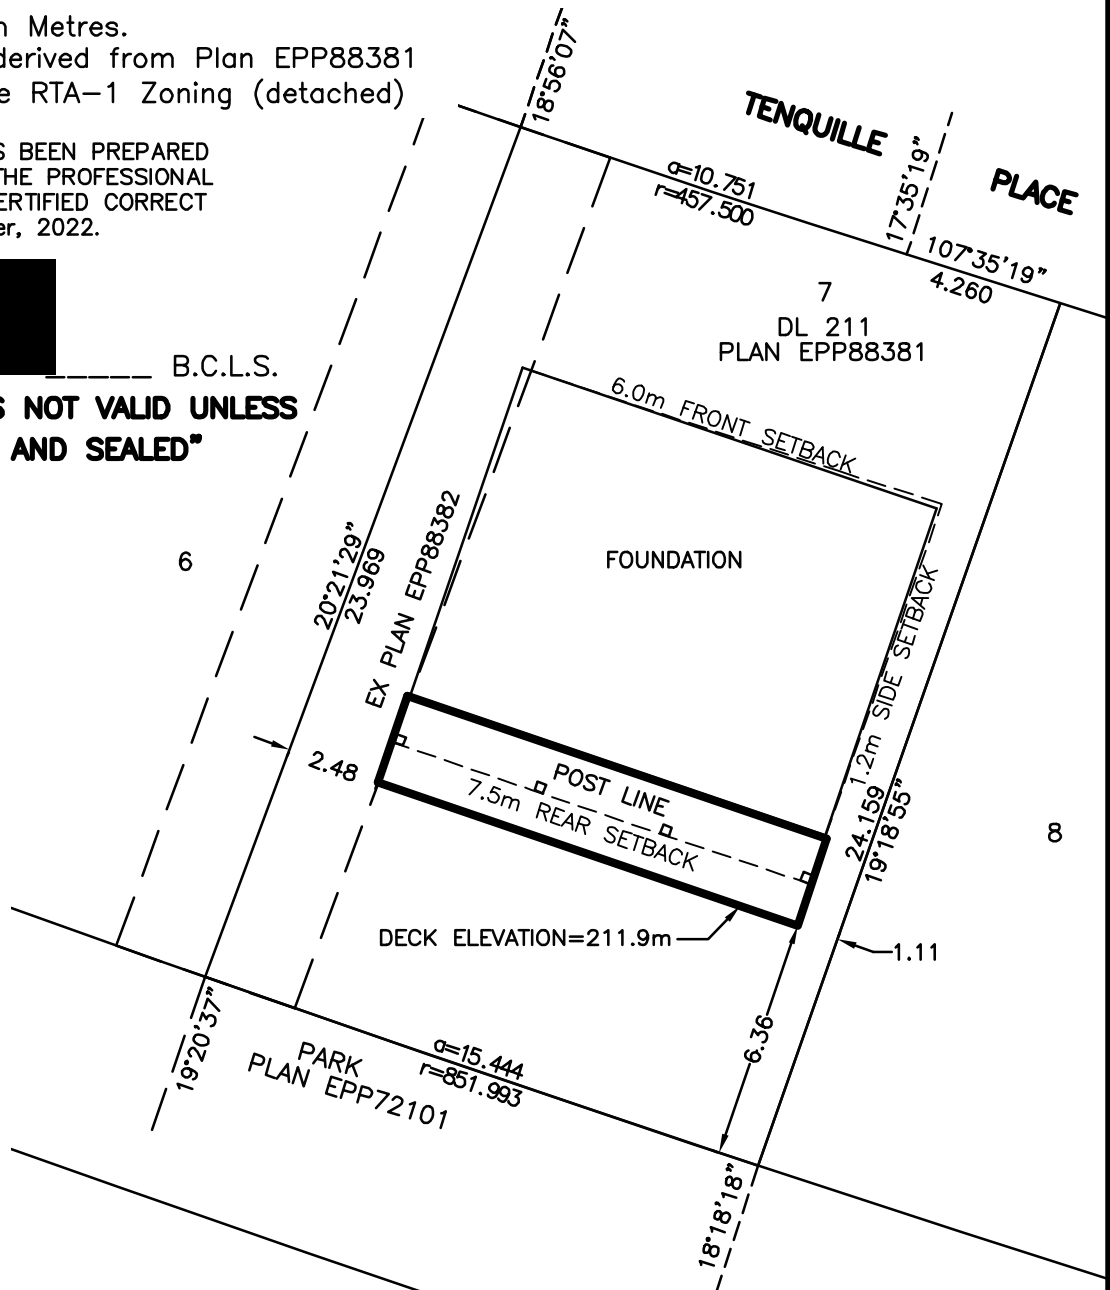 n Metres.
derived from Plan EPP88381
e RTA-1 Zoning (detached)
S BEEN PREPARED
THE PROFESSIONAL
ERTIFIED CORRECT
er, 2022.
_____ B.C.L.S.
S NOT VALID UNLESS
AND SEALED"
18°56'07"
TENQUILLE
PLACE
a=10.751
r=457.500
17°35'19"
107°35'19"
4.260
7
DL 211
PLAN EPP88381
6.0m FRONT SETBACK
FOUNDATION
6
20°21'29"
23.969
EX PLAN EPP88382
1.2m SIDE SETBACK
24.159
19°18'55"
8
2.48
POST LINE
7.5m REAR SETBACK
DECK ELEVATION=211.9m
1.11
6.36
19°20'37"
PARK
PLAN EPP72101
a=15.444
r=851.993
18°18'18"